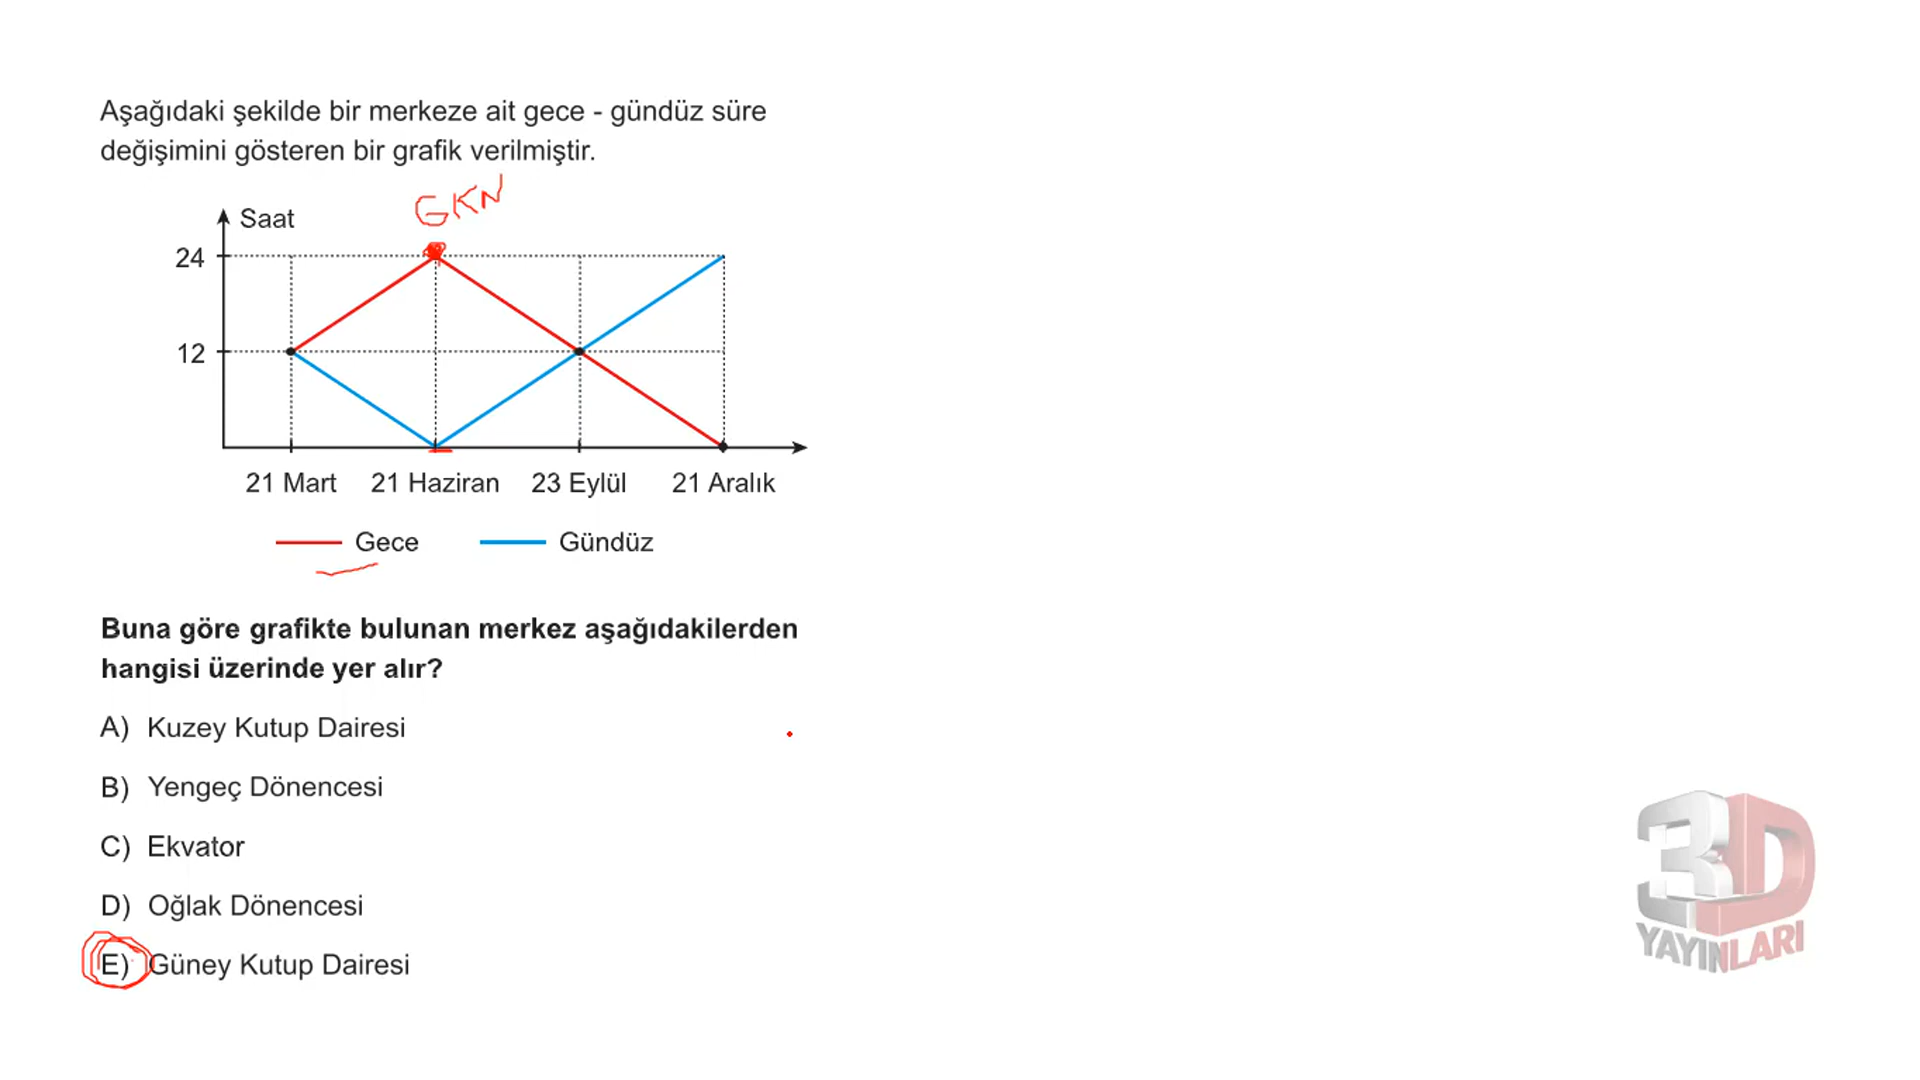 Aşağıdaki şekilde bir merkeze ait gece - gündüz süre
değişimini gösteren bir grafik verilmiştir.
GKN
Saat
24
12
21 Mart 21 Haziran 23 Eylül 21 Aralık
Gece Gündüz
Buna göre grafikte bulunan merkez aşağıdakilerden
hangisi üzerinde yer alır?
A) Kuzey Kutup Dairesi
B) Yengeç Dönencesi
C) Ekvator
D) Oğlak Dönencesi
E) Güney Kutup Dairesi
3D
YAYINLARI